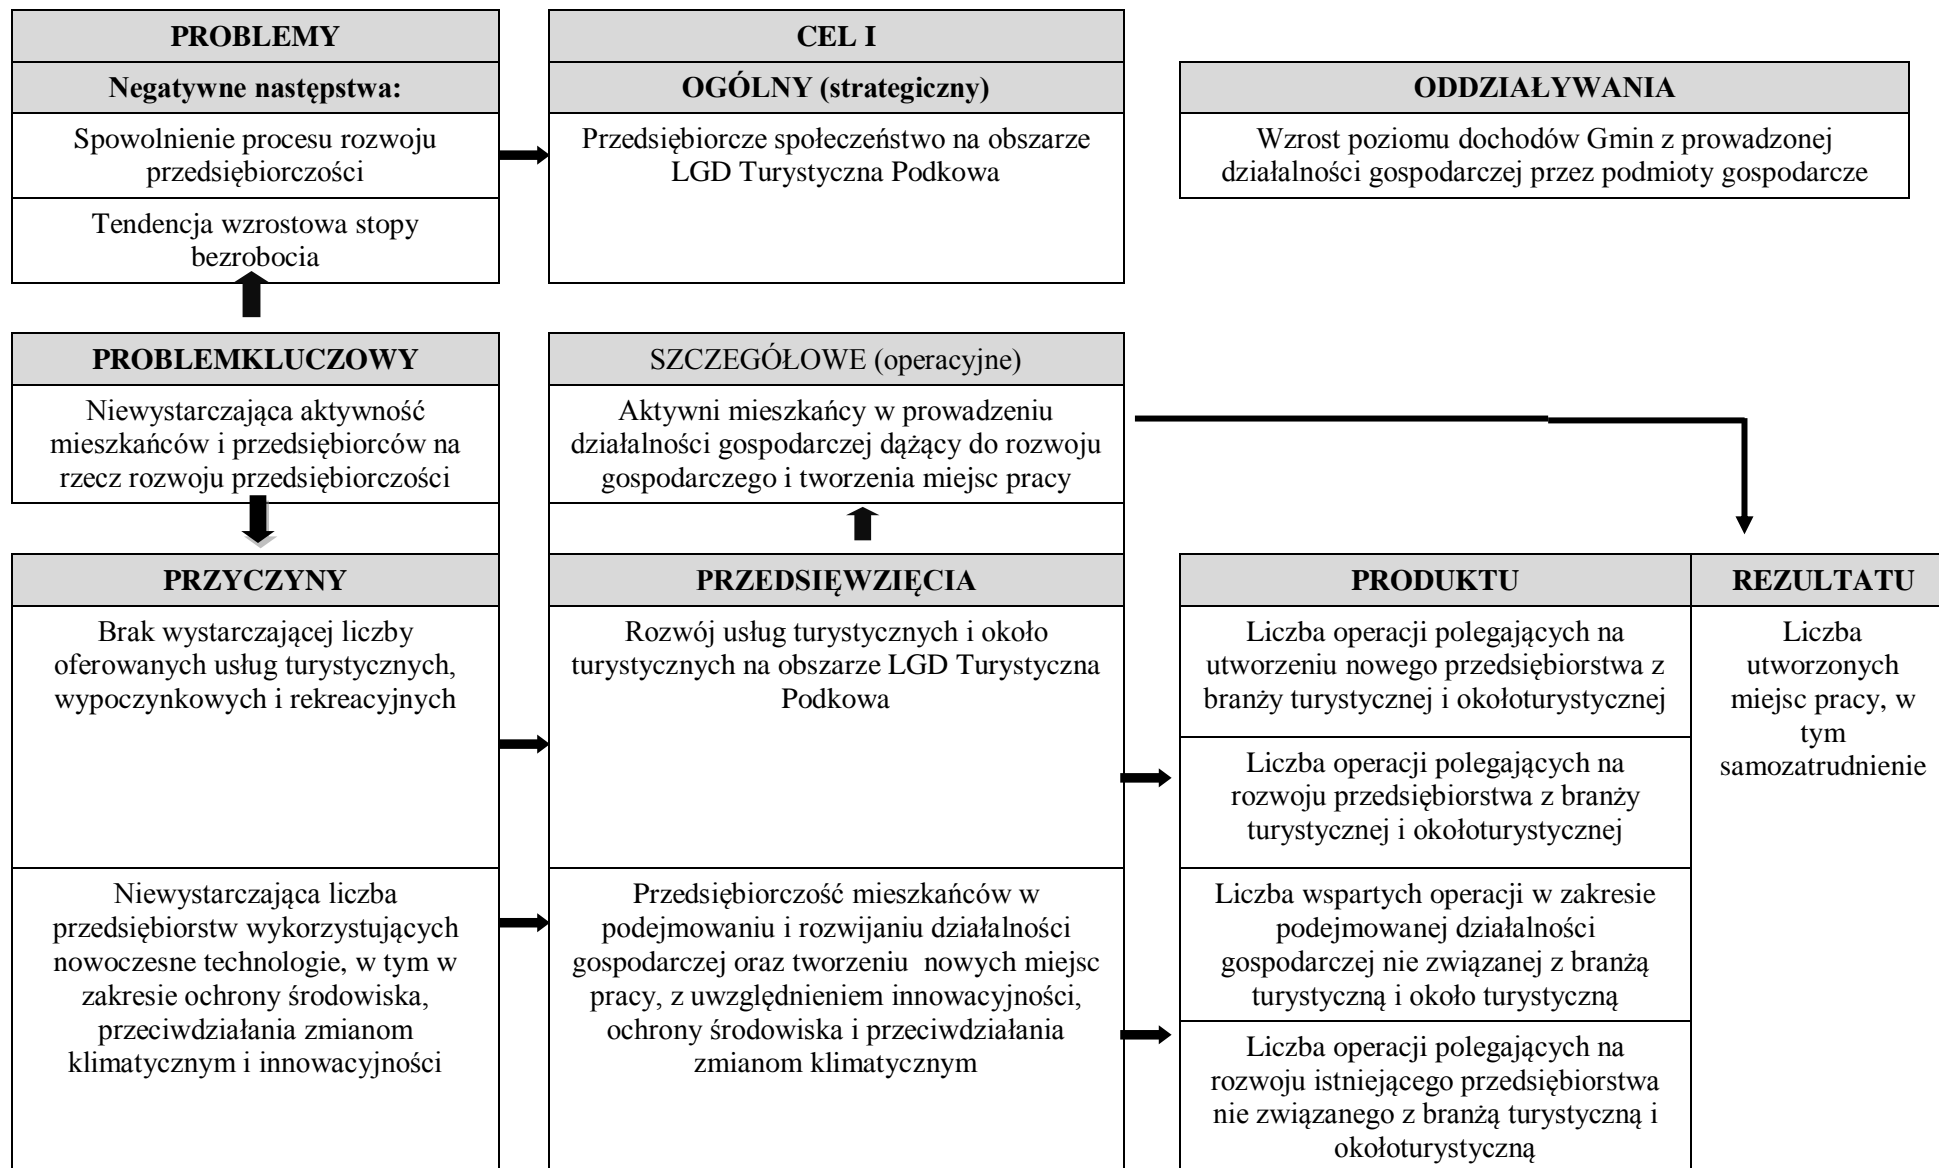 PROBLEMY
Negatywne następstwa:
Spowolnienie procesu rozwoju
przedsiębiorczości
Tendencja wzrostowa stopy
bezrobocia
CEL I
OGÓLNY (strategiczny)
Przedsiębiorcze społeczeństwo na obszarze
LGD Turystyczna Podkowa
ODDZIAŁYWANIA
Wzrost poziomu dochodów Gmin z prowadzonej
działalności gospodarczej przez podmioty gospodarcze
PROBLEMKLUCZOWY
Niewystarczająca aktywność
mieszkańców i przedsiębiorców na
rzecz rozwoju przedsiębiorczości
SZCZEGÓŁOWE (operacyjne)
Aktywni mieszkańcy w prowadzeniu
działalności gospodarczej dążący do rozwoju
gospodarczego i tworzenia miejsc pracy
PRZYCZYNY
Brak wystarczającej liczby
oferowanych usług turystycznych,
wypoczynkowych i rekreacyjnych
Niewystarczająca liczba
przedsiębiorstw wykorzystujących
nowoczesne technologie, w tym w
zakresie ochrony środowiska,
przeciwdziałania zmianom
klimatycznym i innowacyjności
PRZEDSIĘWZIĘCIA
Rozwój usług turystycznych i około
turystycznych na obszarze LGD Turystyczna
Podkowa
Przedsiębiorczość mieszkańców w
podejmowaniu i rozwijaniu działalności
gospodarczej oraz tworzeniu  nowych miejsc
pracy, z uwzględnieniem innowacyjności,
ochrony środowiska i przeciwdziałania
zmianom klimatycznym
PRODUKTU
Liczba operacji polegających na
utworzeniu nowego przedsiębiorstwa z
branży turystycznej i okołoturystycznej
Liczba operacji polegających na
rozwoju przedsiębiorstwa z branży
turystycznej i okołoturystycznej
Liczba wspartych operacji w zakresie
podejmowanej działalności
gospodarczej nie związanej z branżą
turystyczną i około turystyczną
Liczba operacji polegających na
rozwoju istniejącego przedsiębiorstwa
nie związanego z branżą turystyczną i
okołoturystyczną
REZULTATU
Liczba
utworzonych
miejsc pracy, w
tym
samozatrudnienie